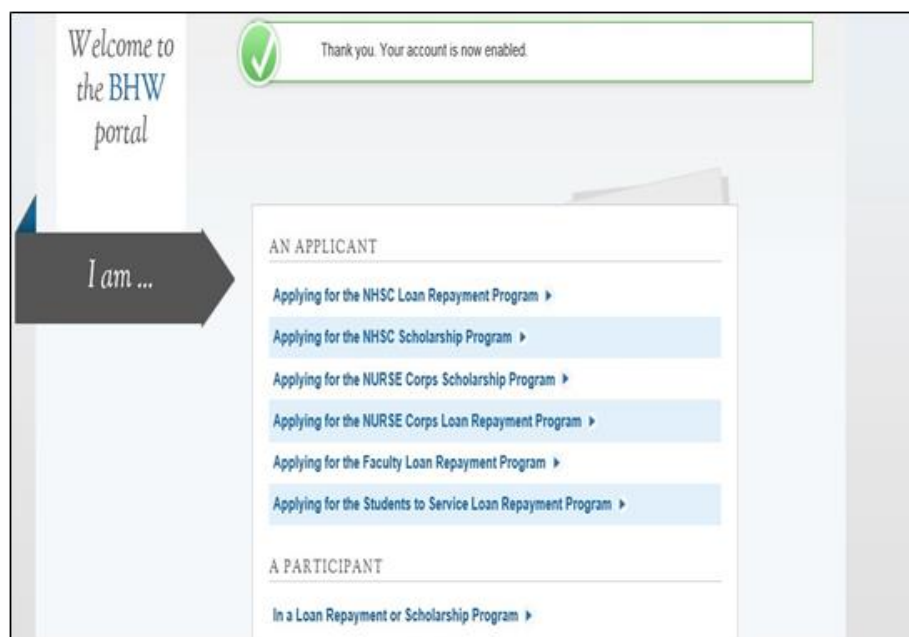 Welcome to
the BHW
portal
Thank you. Your account is now enabled.
I am ...
AN APPLICANT
Applying for the NHSC Loan Repayment Program
Applying for the NHSC Scholarship Program
Applying for the NURSE Corps Scholarship Program
Applying for the NURSE Corps Loan Repayment Program
Applying for the Faculty Loan Repayment Program
Applying for the Students to Service Loan Repayment Program
A PARTICIPANT
In a Loan Repayment or Scholarship Program